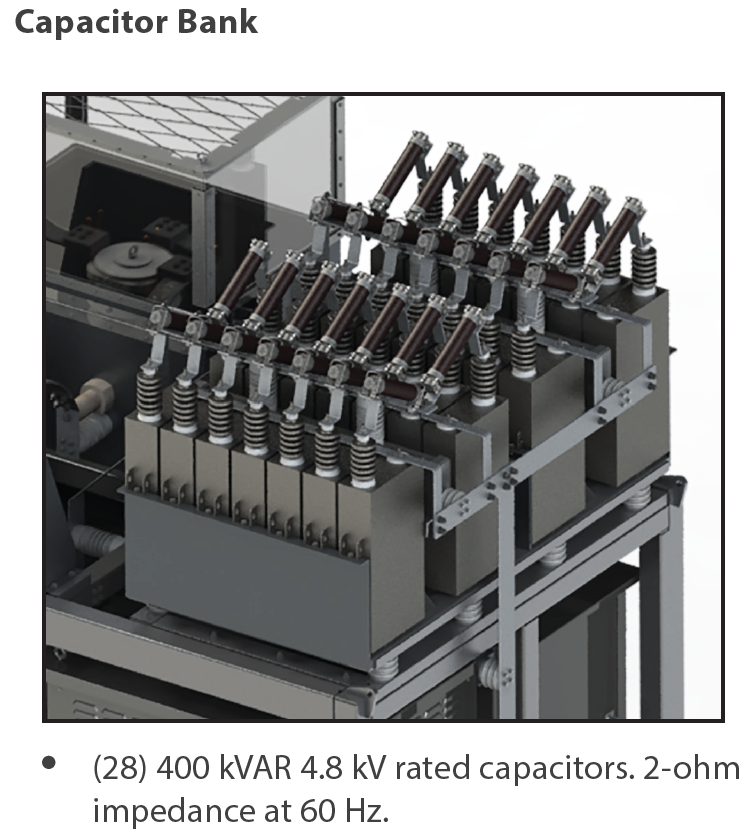 Capacitor Bank
• (28) 400 kVAR 4.8 kV rated capacitors. 2-ohm
impedance at 60 Hz.